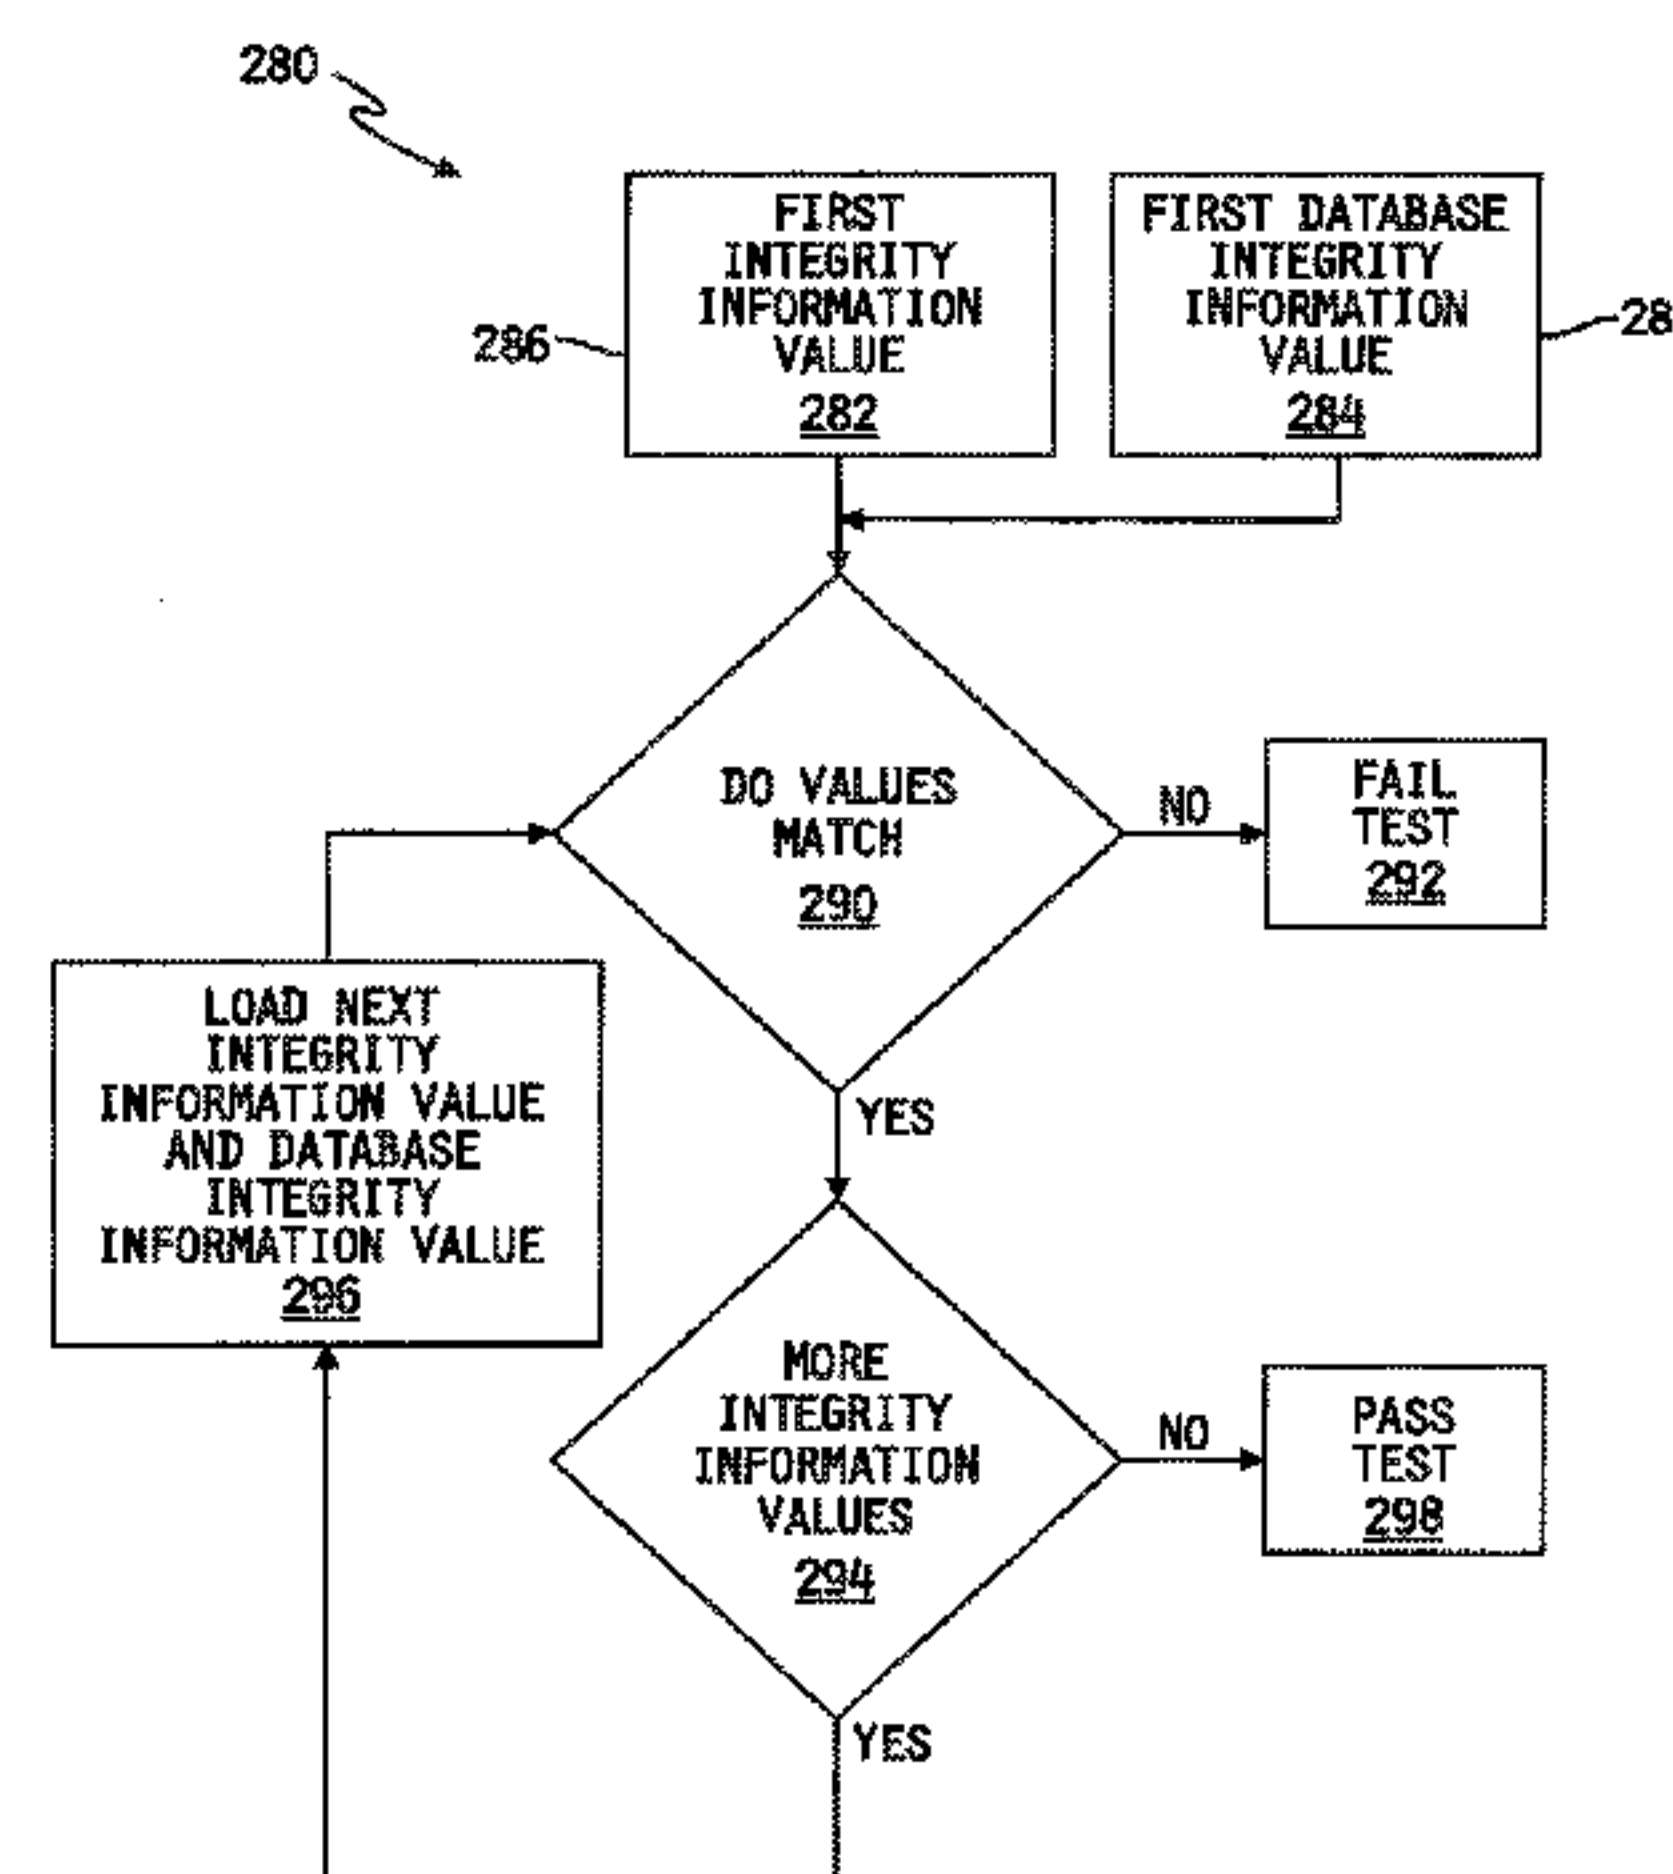 280
FIRST
INTEGRITY
INFORMATION
VALUE
282
286
FIRST DATABASE
INTEGRITY
INFORMATION
VALUE
284
28
DO VALUES
MATCH
290
NO
FAIL
TEST
292
YES
LOAD NEXT
INTEGRITY
INFORMATION VALUE
AND DATABASE
INTEGRITY
INFORMATION VALUE
296
MORE
INTEGRITY
INFORMATION
VALUES
294
NO
PASS
TEST
298
YES